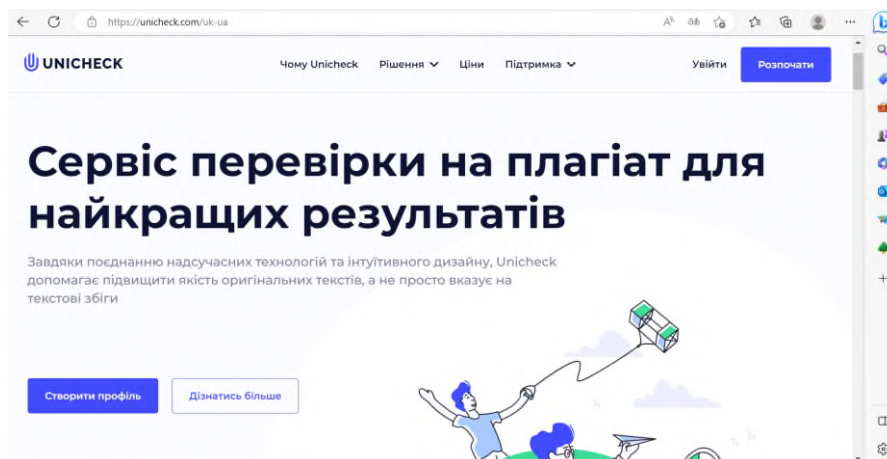 https://unicheck.com/uk-ua
UNICHECK
Чому Unicheck Рішення Ціни Підтримка Увійти Розпочати
Сервіс перевірки на плагіат для
найкращих результатів
Завдяки поєднанню надсучасних технологій та інтуїтивного дизайну, Unicheck
допомагає підвищити якість оригінальних текстів, а не просто вказує на
текстові збіги
Створити профіль Дізнатись більше